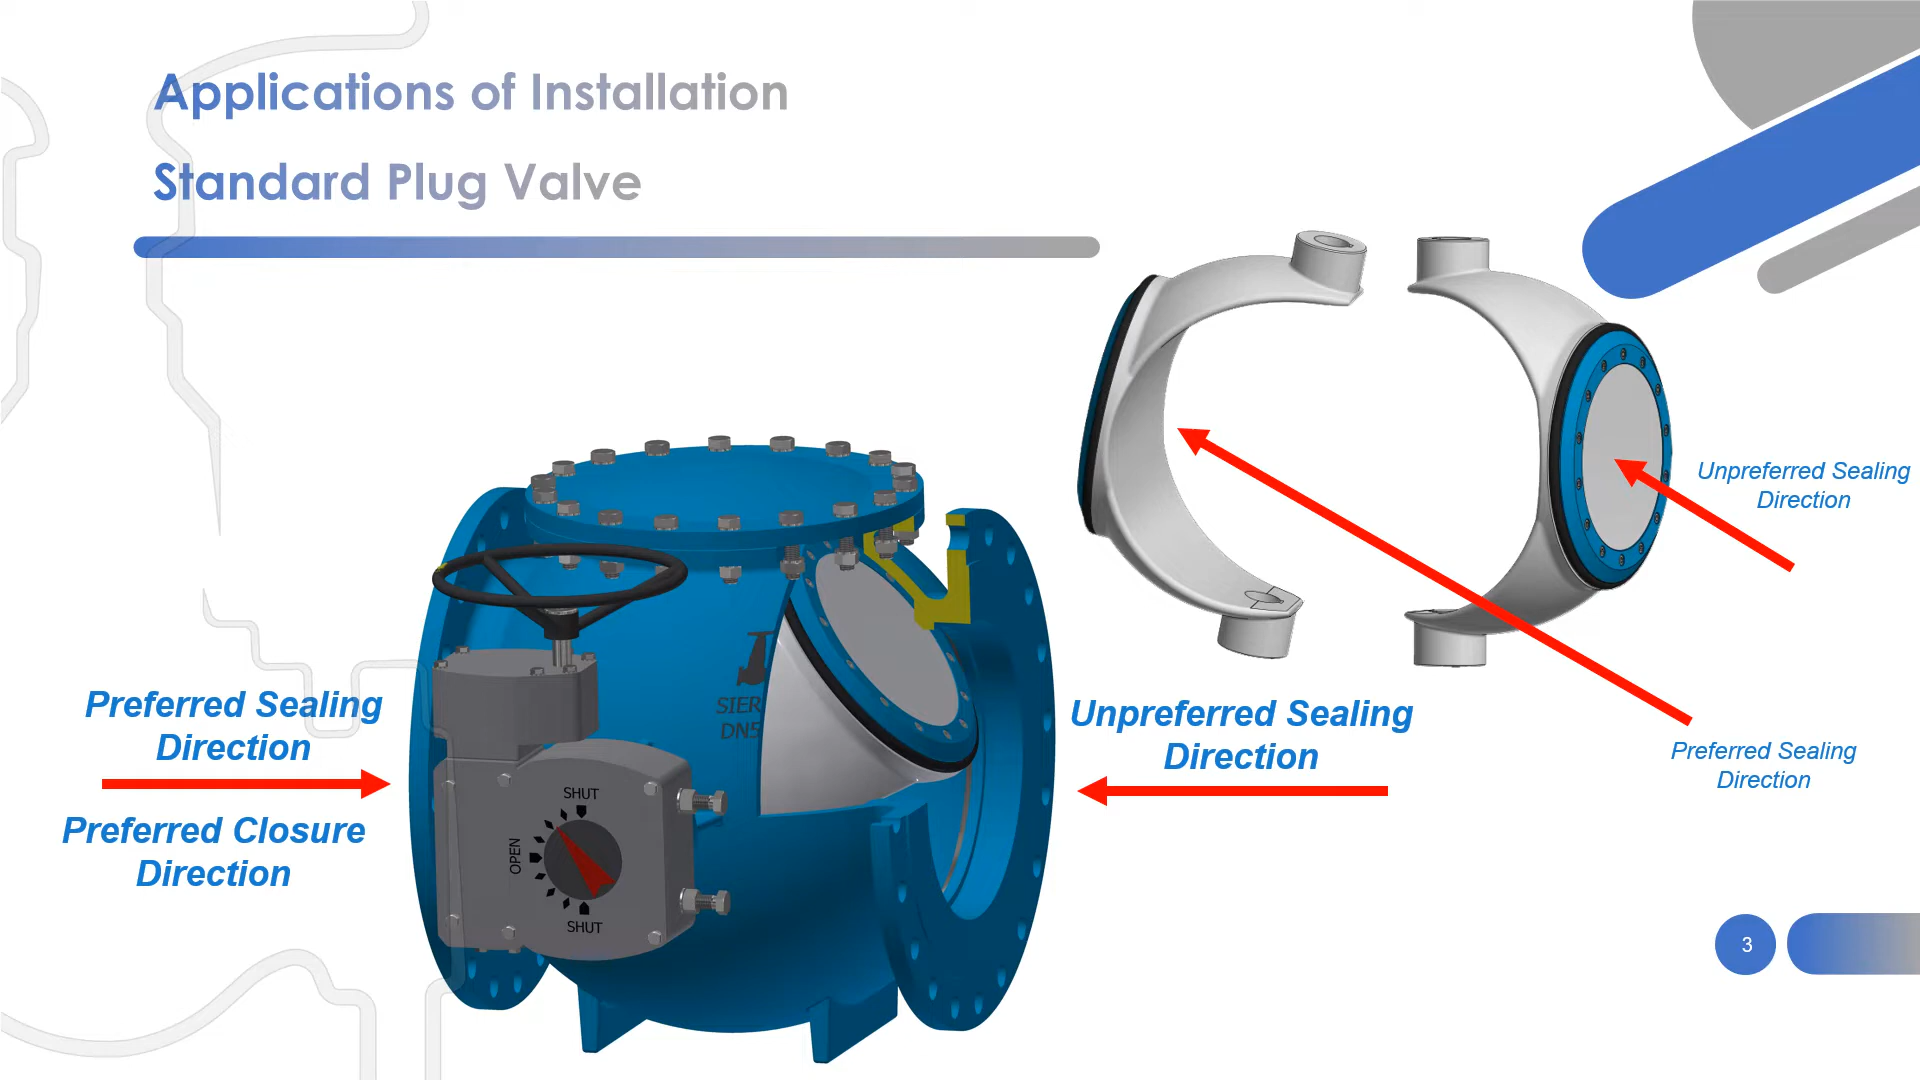 Applications of Installation
Standard Plug Valve
Unpreferred Sealing
Direction
Preferred Sealing
Direction
Unpreferred Sealing
Direction
Preferred Sealing
Direction
Preferred Closure
Direction
SHUT
OPEN
SHUT
3